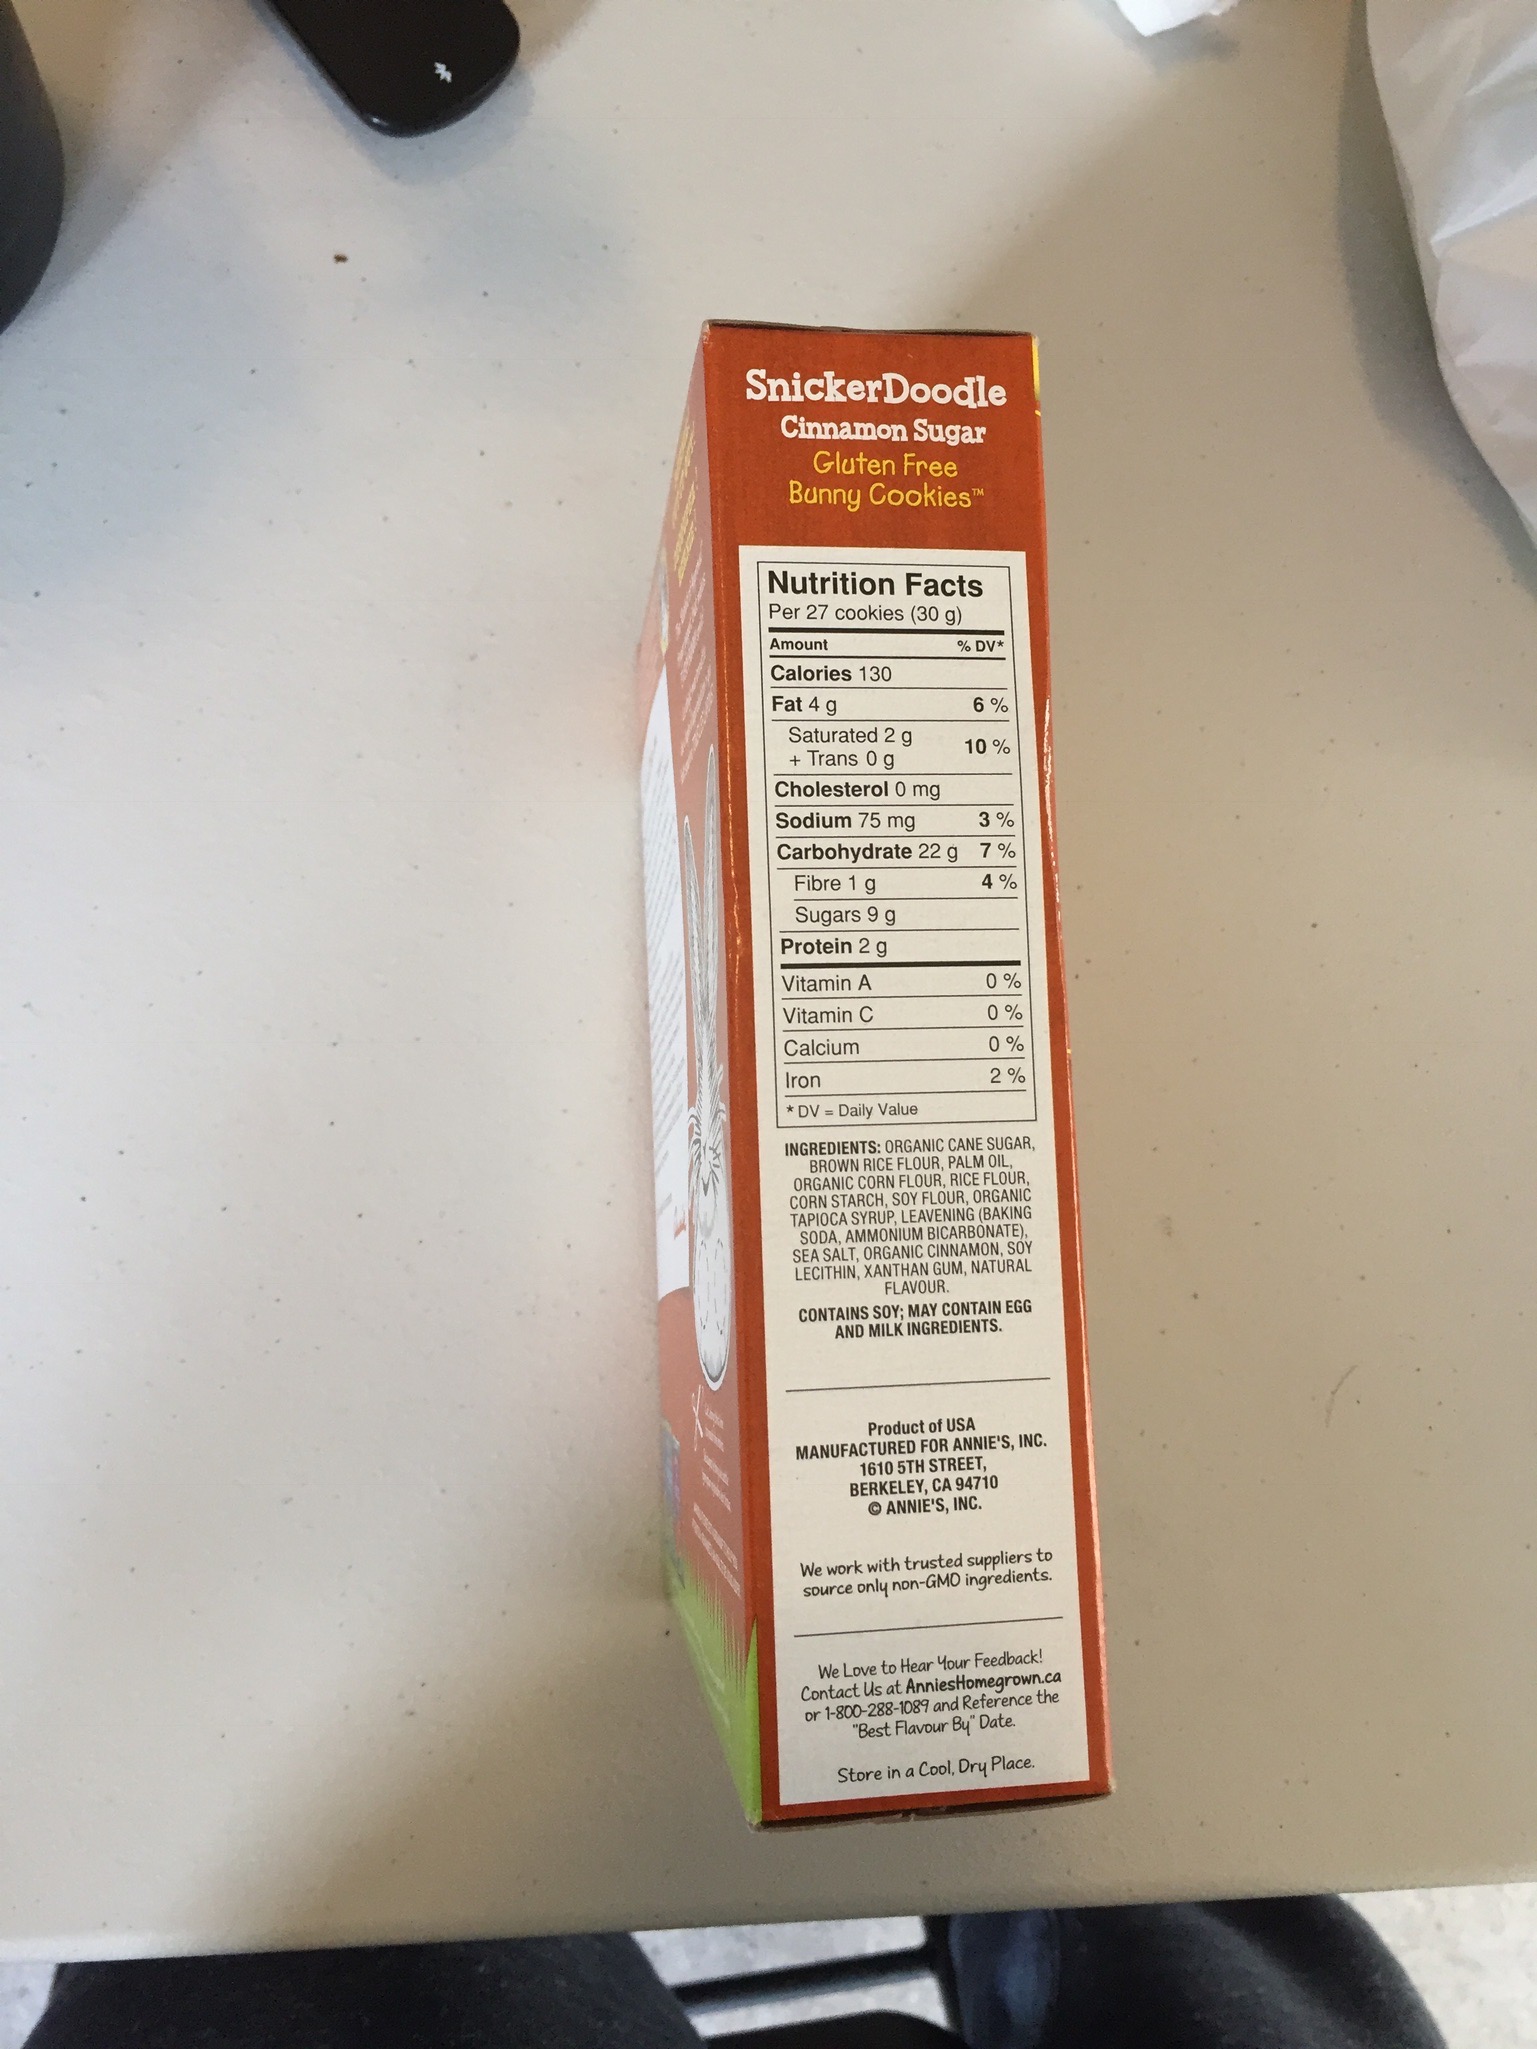 SnickerDoodle
Cinnamon Sugar
Gluten Free
Bunny Cookies™
Nutrition Facts
Per 27 cookies (30 g)
Amount % DV*
Calories 130
Fat 4 g 6 %
Saturated 2 g
+ Trans 0 g 10 %
Cholesterol 0 mg
Sodium 75 mg 3 %
Carbohydrate 22 g 7 %
Fibre 1 g 4 %
Sugars 9 g
Protein 2 g
Vitamin A 0 %
Vitamin C 0 %
Calcium 0 %
Iron 2 %
* DV = Daily Value
INGREDIENTS: ORGANIC CANE SUGAR,
BROWN RICE FLOUR, PALM OIL,
ORGANIC CORN FLOUR, RICE FLOUR,
CORN STARCH, SOY FLOUR, ORGANIC
TAPIOCA SYRUP, LEAVENING (BAKING
SODA, AMMONIUM BICARBONATE),
SEA SALT, ORGANIC CINNAMON, SOY
LECITHIN, XANTHAN GUM, NATURAL
FLAVOUR.
CONTAINS SOY; MAY CONTAIN EGG
AND MILK INGREDIENTS.
Product of USA
MANUFACTURED FOR ANNIE'S, INC.
1610 5TH STREET,
BERKELEY, CA 94710
© ANNIE'S, INC.
We work with trusted suppliers to
source only non-GMO ingredients.
We Love to Hear Your Feedback!
Contact Us at AnniesHomegrown.ca
or 1-800-288-1089 and Reference the
"Best Flavour By" Date.
Store in a Cool, Dry Place.